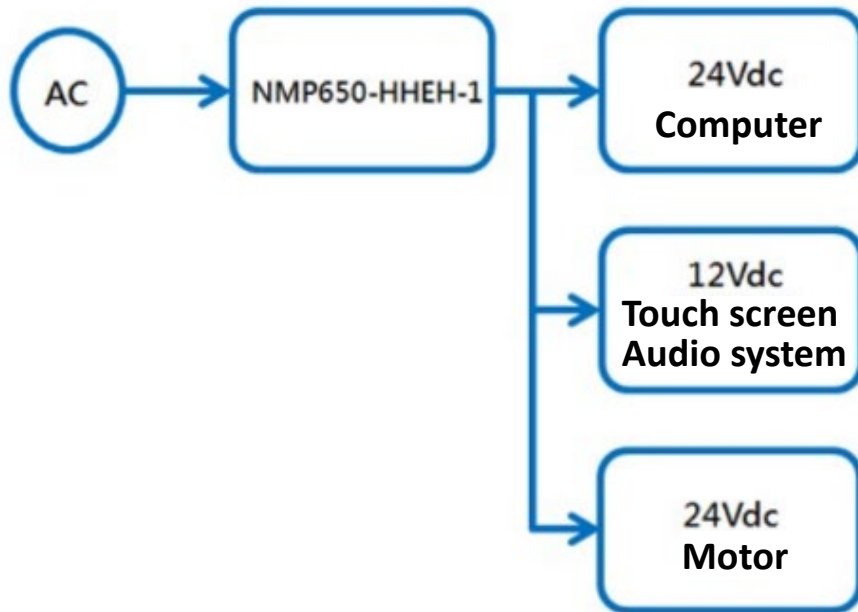 AC
NMP650-HHEH-1
24Vdc
Computer
12Vdc
Touch screen
Audio system
24Vdc
Motor